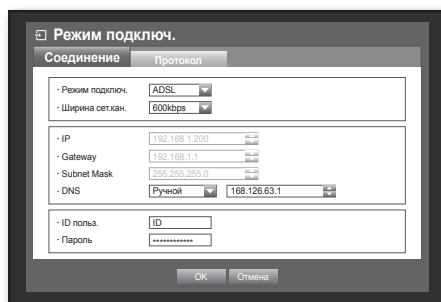 Режим подключ.
Соединение Протокол
· Режим подключ. ADSL
· Ширина сет.кан. 600kbps
· IP 192.168.1.200
· Gateway 192.168.1.1
· Subnet Mask 255.255.255.0
· DNS Ручной 168.126.63.1
· ID польз. ID
· Пароль ************
OK Отмена